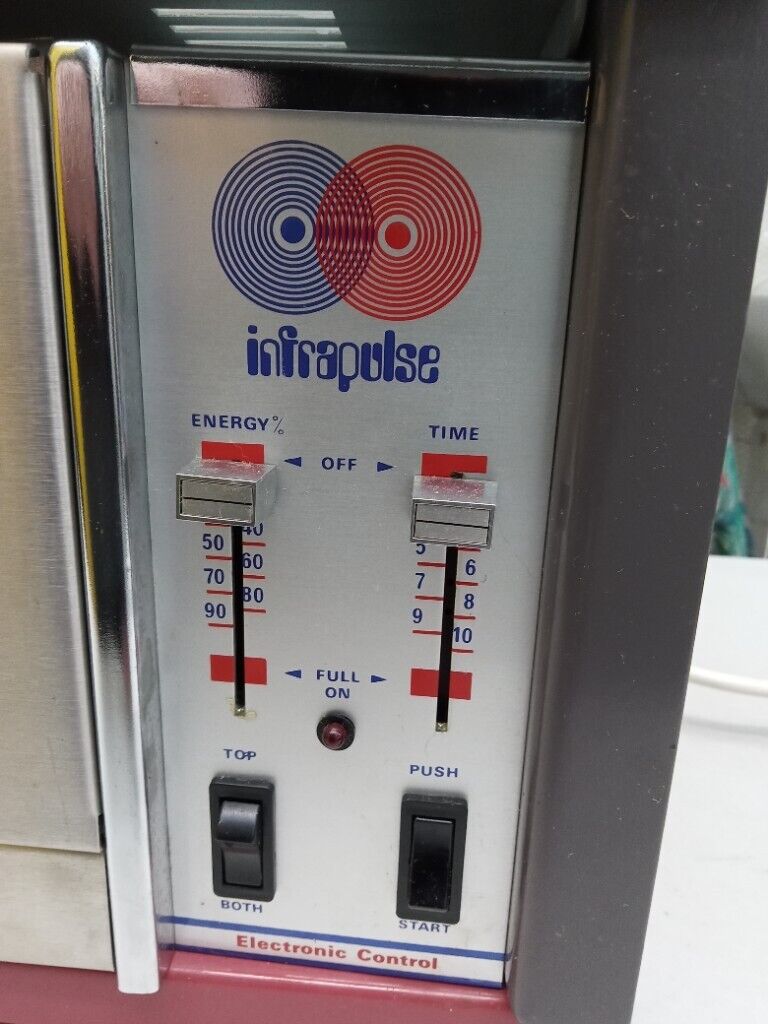 infrapulse
ENERGY %
TIME
◄ OFF ►
40
50
60
70
80
90
5
6
7
8
9
10
◄ FULL ►
ON
TOP
BOTH
PUSH
START
Electronic Control